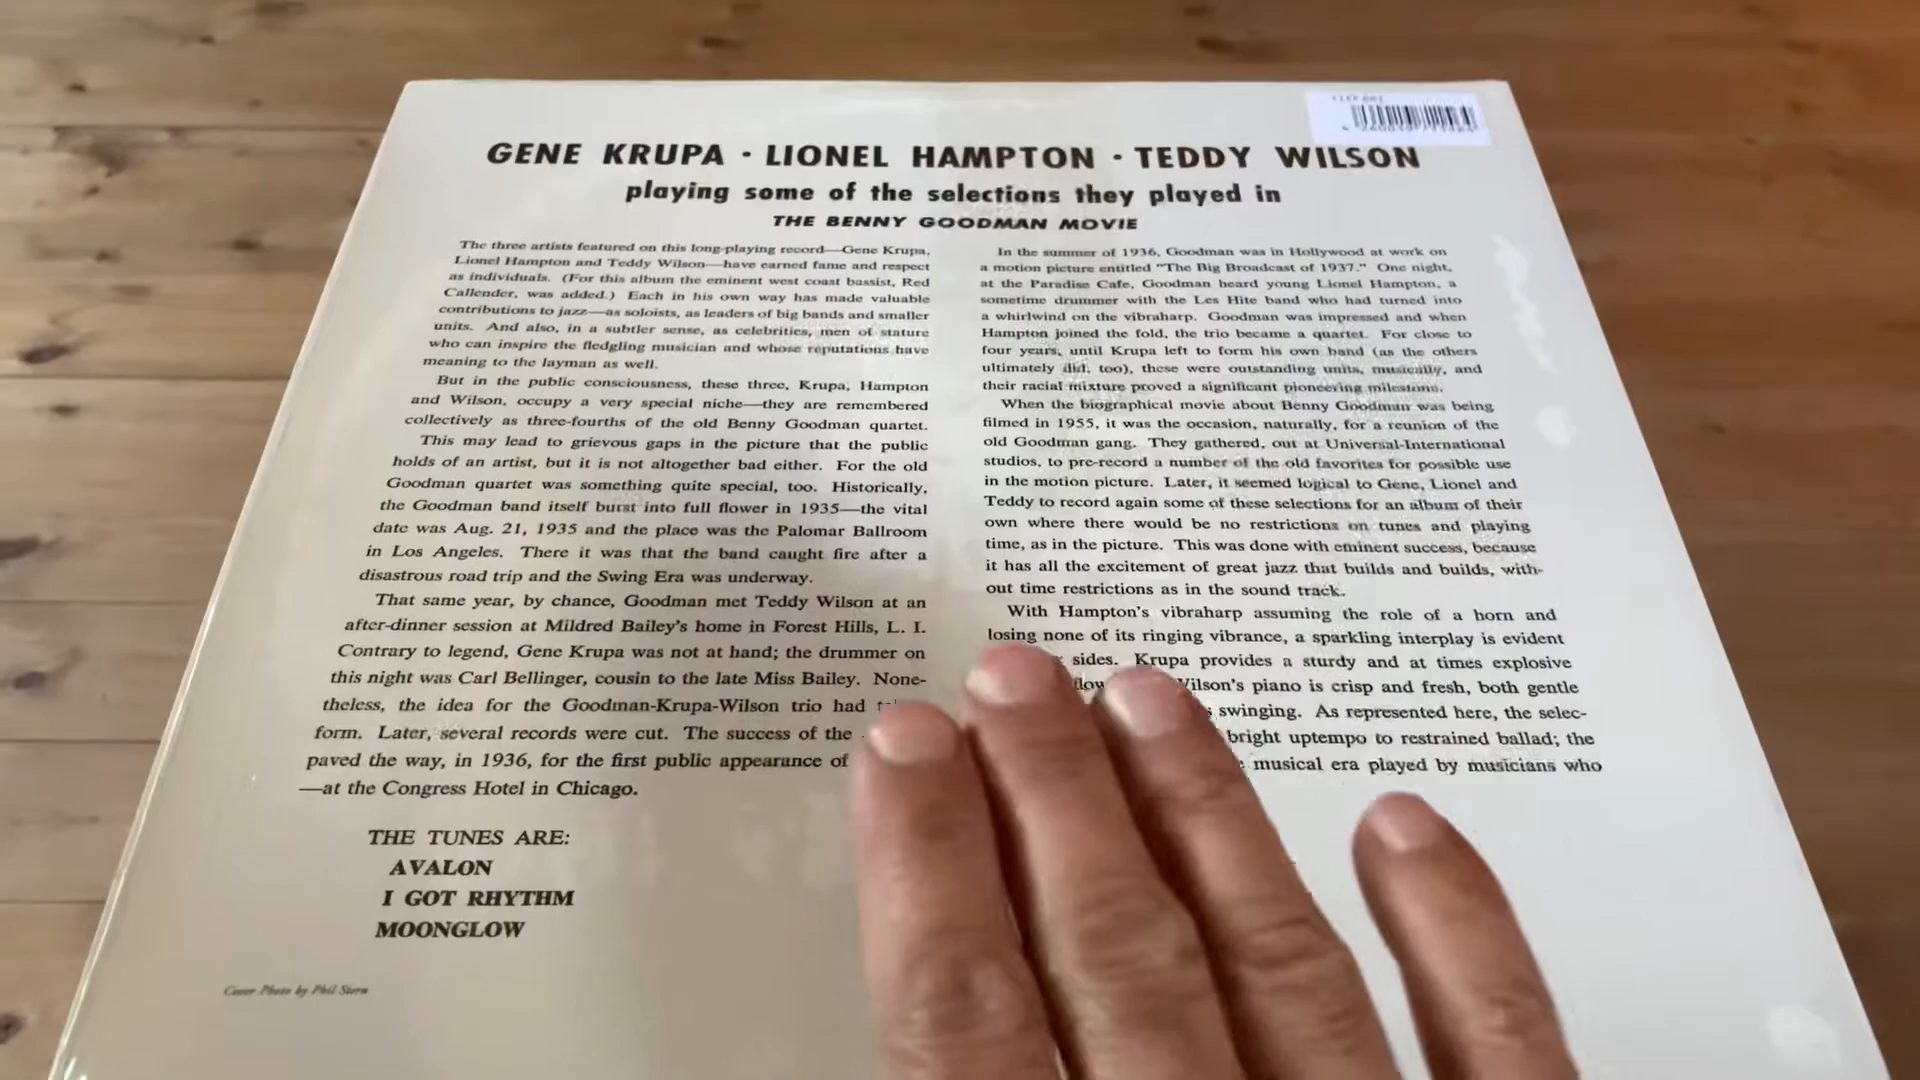 GENE KRUPA · LIONEL HAMPTON · TEDDY WILSON
playing some of the selections they played in
THE BENNY GOODMAN MOVIE
The three artists featured on this long-playing record—Gene Krupa,
Lionel Hampton and Teddy Wilson—have earned fame and respect
as individuals. (For this album the eminent west coast bassist, Red
Callender, was added.) Each in his own way has made valuable
contributions to jazz—as soloists, as leaders of big bands and smaller
units. And also, in a subtler sense, as celebrities, men of stature
who can inspire the fledgling musician and whose reputations have
meaning to the layman as well.
But in the public consciousness, these three, Krupa, Hampton
and Wilson, occupy a very special niche—they are remembered
collectively as three-fourths of the old Benny Goodman quartet.
This may lead to grievous gaps in the picture that the public
holds of an artist, but it is not altogether bad either. For the old
Goodman quartet was something quite special, too. Historically,
the Goodman band itself burst into full flower in 1935—the vital
date was Aug. 21, 1935 and the place was the Palomar Ballroom
in Los Angeles. There it was that the band caught fire after a
disastrous road trip and the Swing Era was underway.
That same year, by chance, Goodman met Teddy Wilson at an
after-dinner session at Mildred Bailey's home in Forest Hills, L. I.
Contrary to legend, Gene Krupa was not at hand; the drummer on
this night was Carl Bellinger, cousin to the late Miss Bailey. None-
theless, the idea for the Goodman-Krupa-Wilson trio had
form. Later, several records were cut. The success of the
paved the way, in 1936, for the first public appearance of
—at the Congress Hotel in Chicago.
THE TUNES ARE:
AVALON
I GOT RHYTHM
MOONGLOW
Cover Photo by Phil Stern
In the summer of 1936, Goodman was in Hollywood at work on
a motion picture entitled "The Big Broadcast of 1937." One night,
at the Paradise Cafe, Goodman heard young Lionel Hampton, a
sometime drummer with the Les Hite band who had turned into
a whirlwind on the vibraharp. Goodman was impressed and when
Hampton joined the fold, the trio became a quartet. For close to
four years, until Krupa left to form his own band (as the others
ultimately did, too), these were outstanding units, musically, and
their racial mixture proved a significant pioneering milestone.
When the biographical movie about Benny Goodman was being
filmed in 1955, it was the occasion, naturally, for a reunion of the
old Goodman gang. They gathered, out at Universal-International
studios, to pre-record a number of the old favorites for possible use
in the motion picture. Later, it seemed logical to Gene, Lionel and
Teddy to record again some of these selections for an album of their
own where there would be no restrictions on tunes and playing
time, as in the picture. This was done with eminent success, because
it has all the excitement of great jazz that builds and builds, with-
out time restrictions as in the sound track.
With Hampton's vibraharp assuming the role of a horn and
losing none of its ringing vibrance, a sparkling interplay is evident
sides. Krupa provides a sturdy and at times explosive
Wilson's piano is crisp and fresh, both gentle
swinging. As represented here, the selec-
bright uptempo to restrained ballad; the
musical era played by musicians who